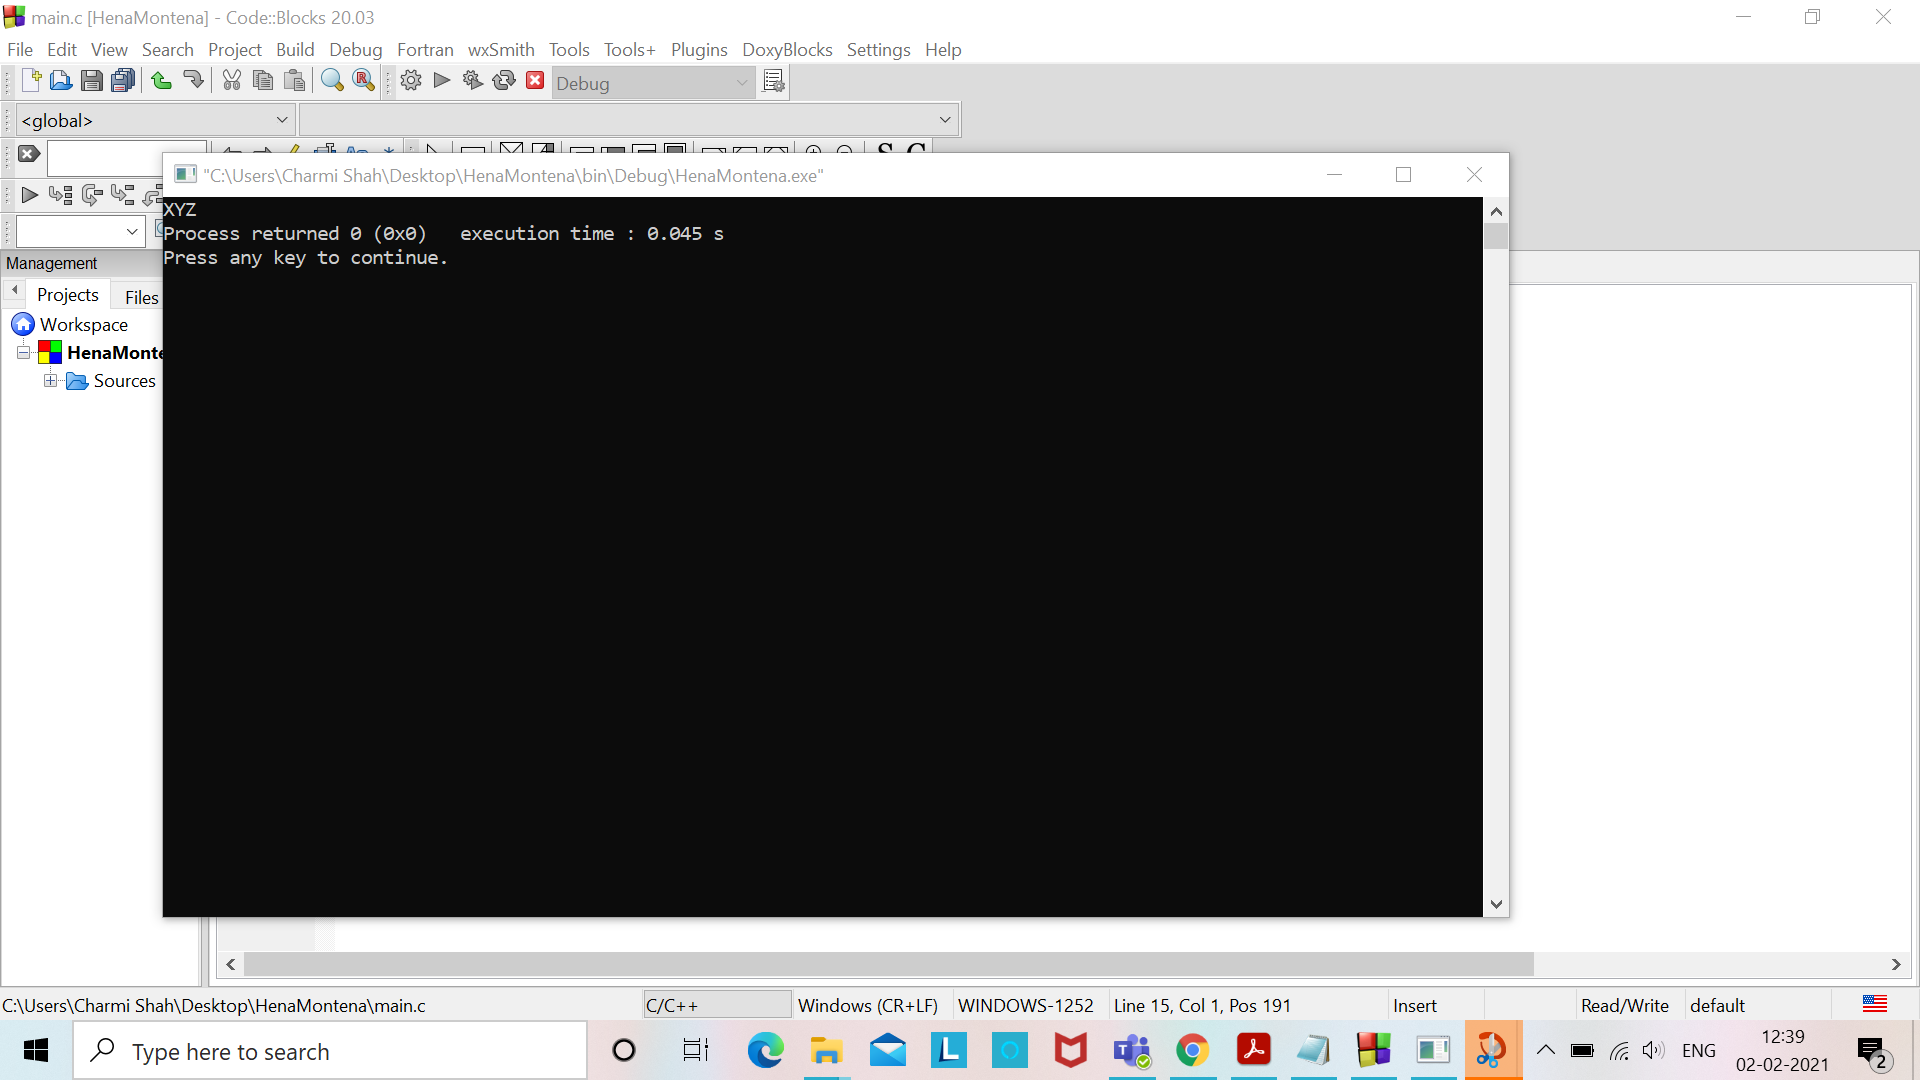 main.c [HenaMontena] - Code::Blocks 20.03
File Edit View Search Project Build Debug Fortran wxSmith Tools Tools+ Plugins DoxyBlocks Settings Help
Debug
<global>
"C:\Users\Charmi Shah\Desktop\HenaMontena\bin\Debug\HenaMontena.exe"
XYZ
Process returned 0 (0x0)   execution time : 0.045 s
Press any key to continue.
Management
Projects Files
Workspace
HenaMonte
Sources
C:\Users\Charmi Shah\Desktop\HenaMontena\main.c C/C++ Windows (CR+LF) WINDOWS-1252 Line 15, Col 1, Pos 191 Insert Read/Write default
Type here to search
ENG
12:39
02-02-2021
2